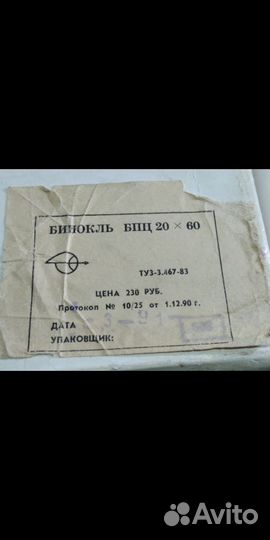 БИНОКЛЬ БПЦ 20 × 60
ТУЗ-3.467-83
ЦЕНА 230 РУБ.
Протокол № 10/25 от 1.12.90 г.
ДАТА
УПАКОВЩИК:
Avito